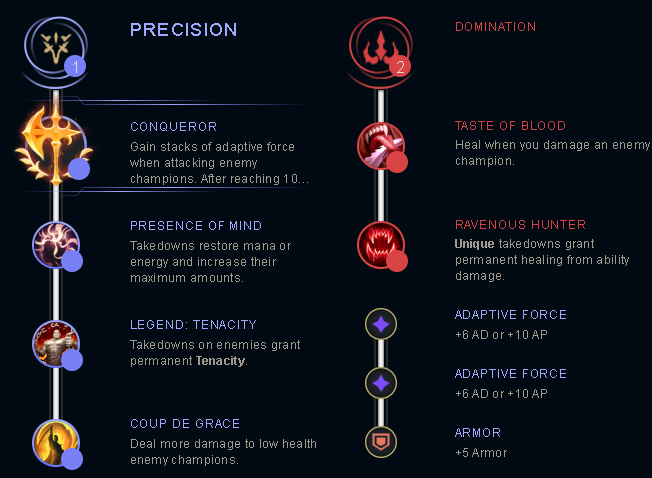 PRECISION
1
CONQUEROR
Gain stacks of adaptive force
when attacking enemy
champions. After reaching 10...
PRESENCE OF MIND
Takedowns restore mana or
energy and increase their
maximum amounts.
LEGEND: TENACITY
Takedowns on enemies grant
permanent Tenacity.
COUP DE GRACE
Deal more damage to low health
enemy champions.
DOMINATION
2
TASTE OF BLOOD
Heal when you damage an enemy
champion.
RAVENOUS HUNTER
Unique takedowns grant
permanent healing from ability
damage.
ADAPTIVE FORCE
+6 AD or +10 AP
ADAPTIVE FORCE
+6 AD or +10 AP
ARMOR
+5 Armor